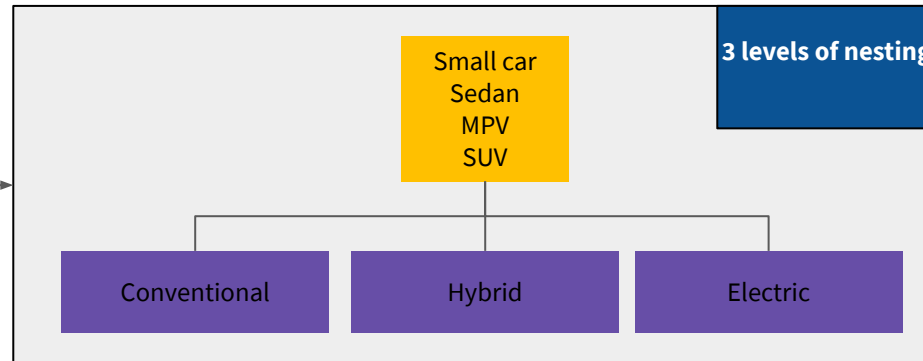 3 levels of nesting
Small car
Sedan
MPV
SUV
Conventional
Hybrid
Electric